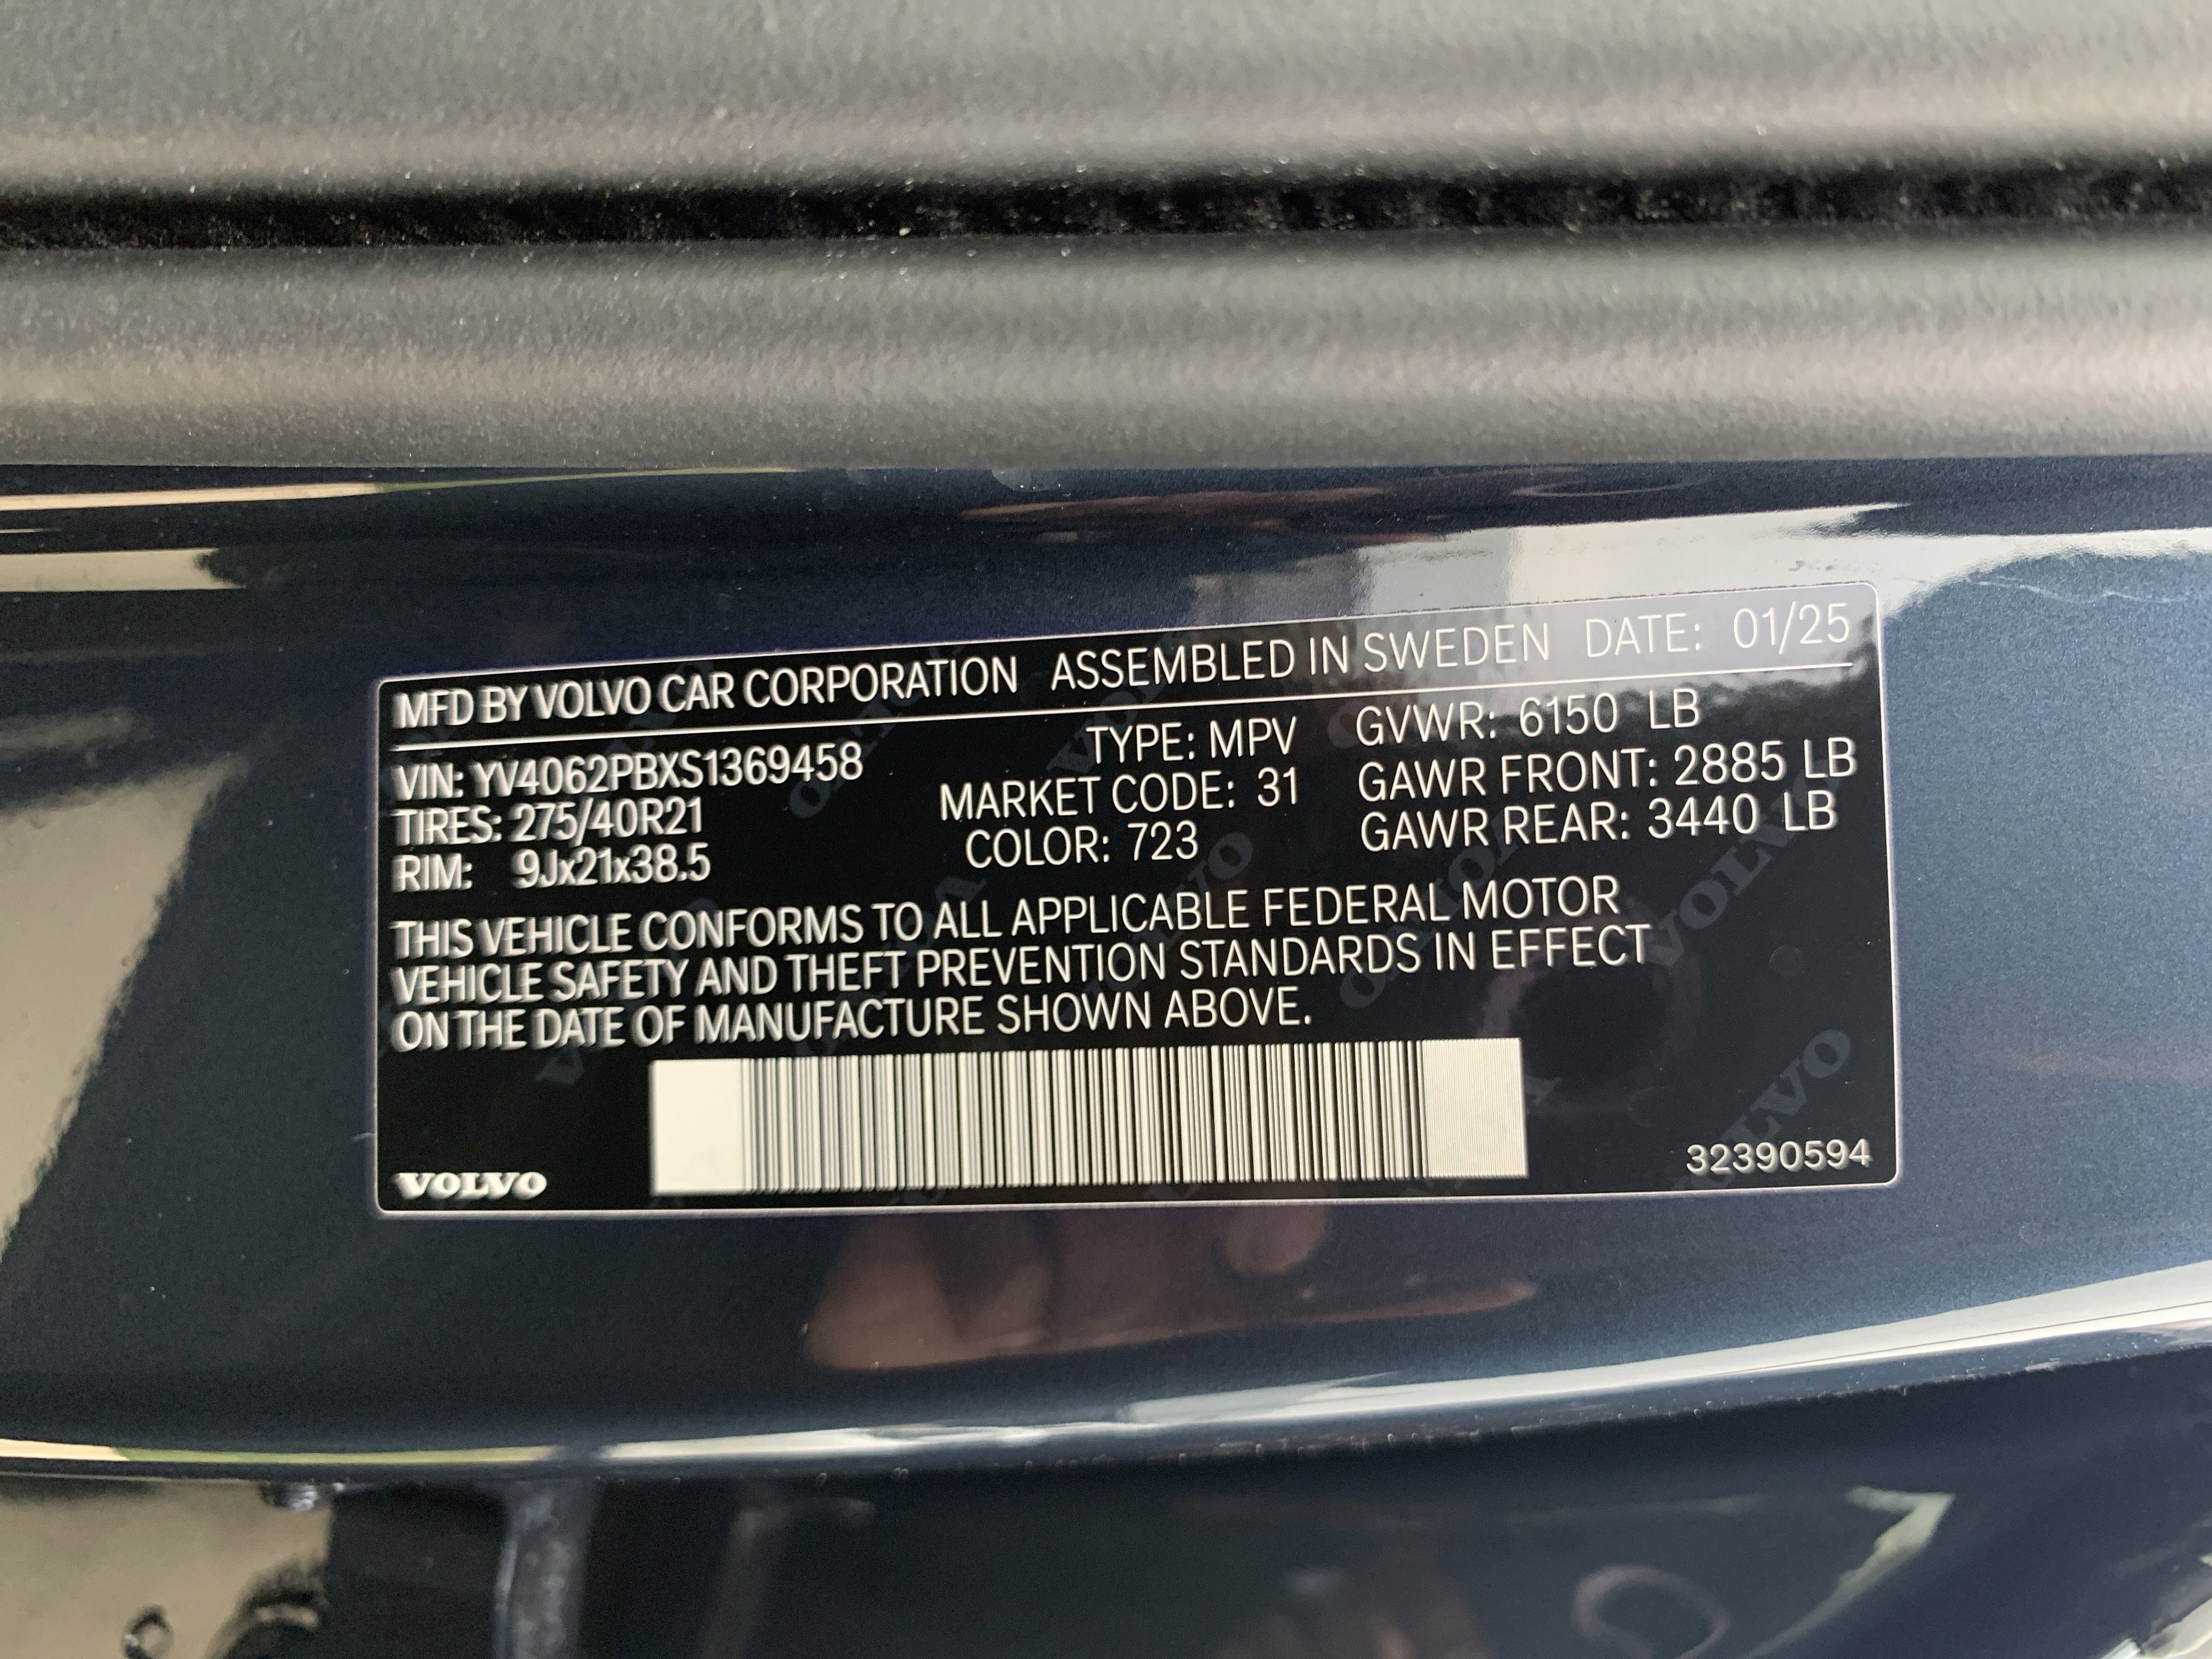 MFD BY VOLVO CAR CORPORATION ASSEMBLED IN SWEDEN DATE: 01/25
VIN: YV4062PBXS1369458 TYPE: MPV GVWR: 6150 LB
TIRES: 275/40R21 MARKET CODE: 31 GAWR FRONT: 2885 LB
RIM: 9Jx21x38.5 COLOR: 723 GAWR REAR: 3440 LB
THIS VEHICLE CONFORMS TO ALL APPLICABLE FEDERAL MOTOR
VEHICLE SAFETY AND THEFT PREVENTION STANDARDS IN EFFECT
ON THE DATE OF MANUFACTURE SHOWN ABOVE.
VOLVO 32390594